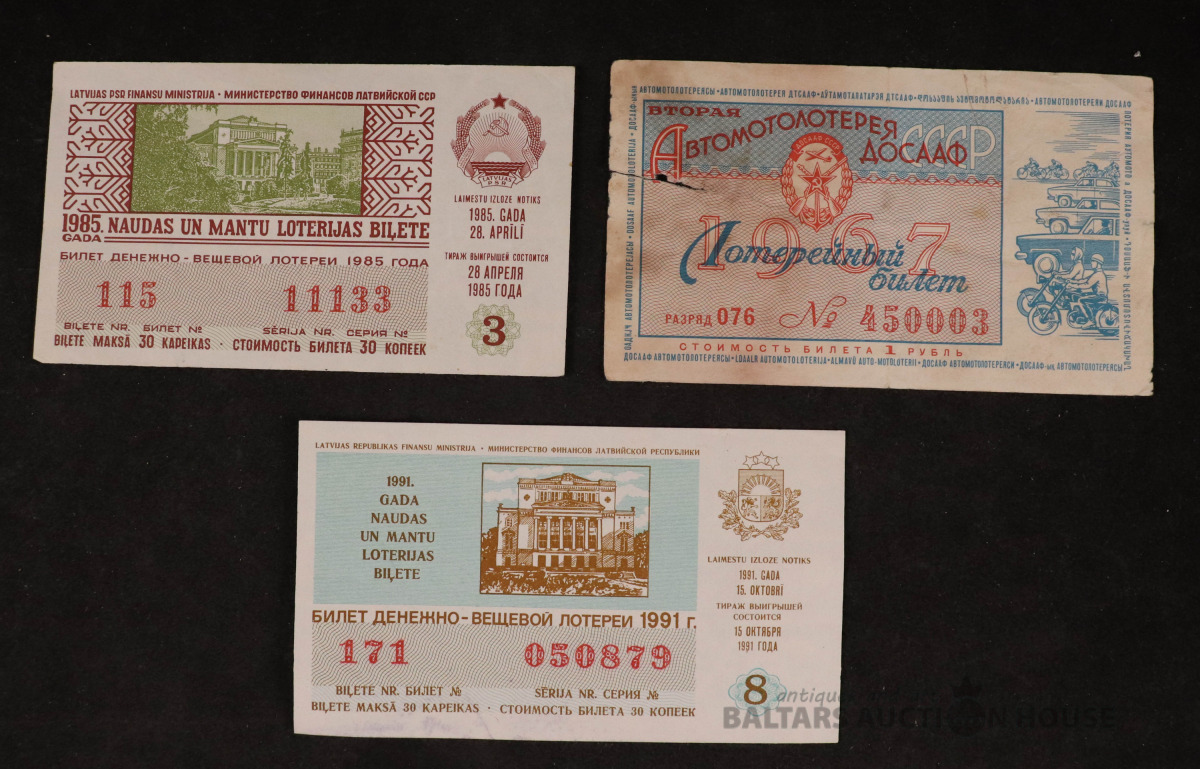 LATVIJAS PSR FINANSU MINISTRIJA • МИНИСТЕРСТВО ФИНАНСОВ ЛАТВИЙСКОЙ ССР
LATVIJAS
P S R
LAIMESTU IZLOZE NOTIKS
1985. GADA
28. APRĪLĪ
1985. NAUDAS UN MANTU LOTERIJAS BIĻETE
GADA
ТИРАЖ ВЫИГРЫШЕЙ СОСТОИТСЯ
28 АПРЕЛЯ
1985 ГОДА
БИЛЕТ ДЕНЕЖНО - ВЕЩЕВОЙ ЛОТЕРЕИ 1985 ГОДА
115 11133
BIĻETE NR. БИЛЕТ № SĒRIJA NR. СЕРИЯ №
BIĻETE MAKSĀ 30 KAPEIKAS • СТОИМОСТЬ БИЛЕТА 30 КОПЕЕК
3
ВТОРАЯ
АВТОМОТОЛОТЕРЕЯ
ДОСААФ
СССР
1967
Лотерейный
билет
РАЗРЯД 076 № 450003
СТОИМОСТЬ БИЛЕТА 1 РУБЛЬ
LATVIJAS REPUBLIKAS FINANSU MINISTRIJA • МИНИСТЕРСТВО ФИНАНСОВ ЛАТВИЙСКОЙ РЕСПУБЛИКИ
1991.
GADA
NAUDAS
UN MANTU
LOTERIJAS
BIĻETE
LAIMESTU IZLOZE NOTIKS
1991. GADA
15. OKTOBRĪ
ТИРАЖ ВЫИГРЫШЕЙ
СОСТОИТСЯ
15 ОКТЯБРЯ
1991 ГОДА
БИЛЕТ ДЕНЕЖНО - ВЕЩЕВОЙ ЛОТЕРЕИ 1991 г.
171 050879
BIĻETE NR. БИЛЕТ № SĒRIJA NR. СЕРИЯ №
BIĻETE MAKSĀ 30 KAPEIKAS • СТОИМОСТЬ БИЛЕТА 30 КОПЕЕК
8
BALTARS AUCTION HOUSE